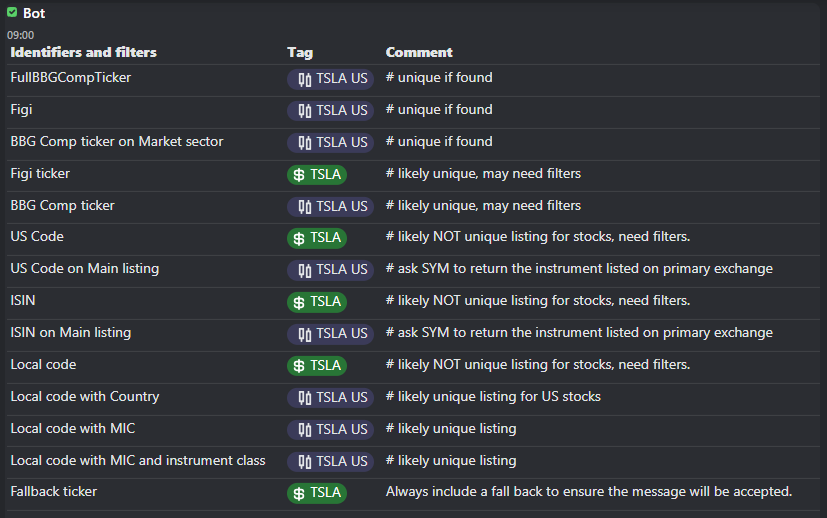 Bot
09:00
Identifiers and filters Tag Comment
FullBBGCompTicker TSLA US # unique if found
Figi TSLA US # unique if found
BBG Comp ticker on Market sector TSLA US # unique if found
Figi ticker $ TSLA # likely unique, may need filters
BBG Comp ticker TSLA US # likely unique, may need filters
US Code $ TSLA # likely NOT unique listing for stocks, need filters.
US Code on Main listing TSLA US # ask SYM to return the instrument listed on primary exchange
ISIN $ TSLA # likely NOT unique listing for stocks, need filters.
ISIN on Main listing TSLA US # ask SYM to return the instrument listed on primary exchange
Local code $ TSLA # likely NOT unique listing for stocks, need filters.
Local code with Country TSLA US # likely unique listing for US stocks
Local code with MIC TSLA US # likely unique listing
Local code with MIC and instrument class TSLA US # likely unique listing
Fallback ticker $ TSLA Always include a fall back to ensure the message will be accepted.